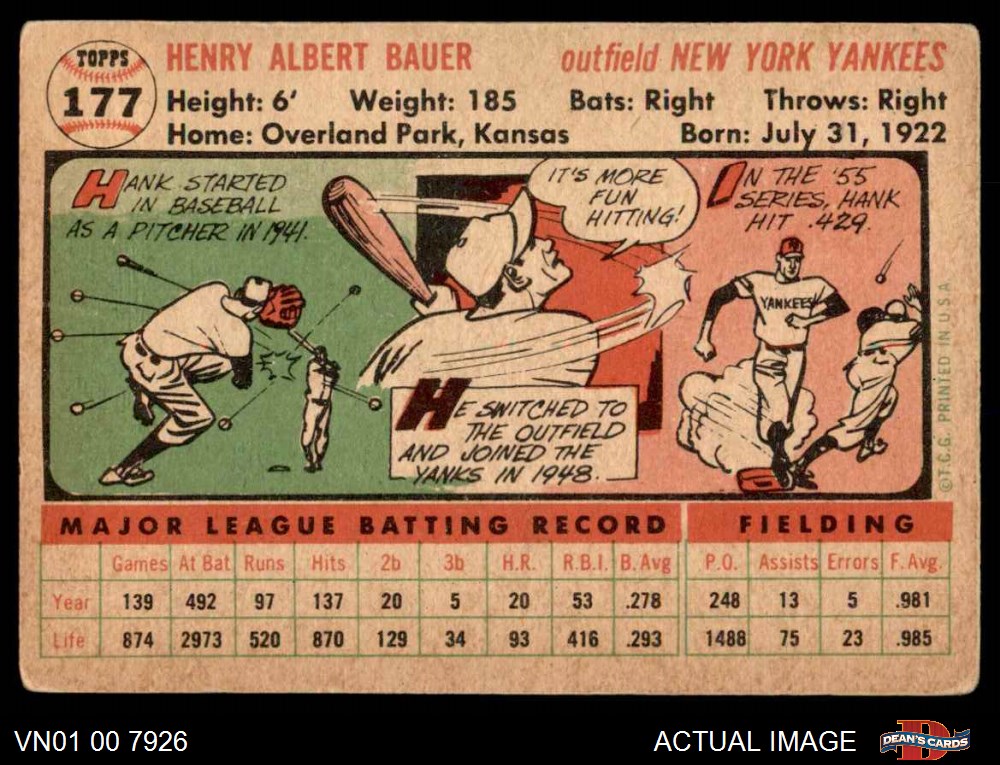 TOPPS
177
HENRY ALBERT BAUER outfield NEW YORK YANKEES
Height: 6' Weight: 185 Bats: Right Throws: Right
Home: Overland Park, Kansas Born: July 31, 1922
HANK STARTED
IN BASEBALL
AS A PITCHER IN 1941.
IT'S MORE
FUN
HITTING!
IN THE '55
SERIES, HANK
HIT .429.
YANKEES
HE SWITCHED TO
THE OUTFIELD
AND JOINED THE
YANKS IN 1948.
©T.C.G. PRINTED IN U.S.A.
MAJOR LEAGUE BATTING RECORD FIELDING
Games At Bat Runs Hits 2b 3b H.R. R.B.I. B. Avg P.O. Assists Errors F. Avg.
Year 139 492 97 137 20 5 20 53 .278 248 13 5 .981
Life 874 2973 520 870 129 34 93 416 .293 1488 75 23 .985
VN01 00 7926 ACTUAL IMAGE DEAN'S CARDS